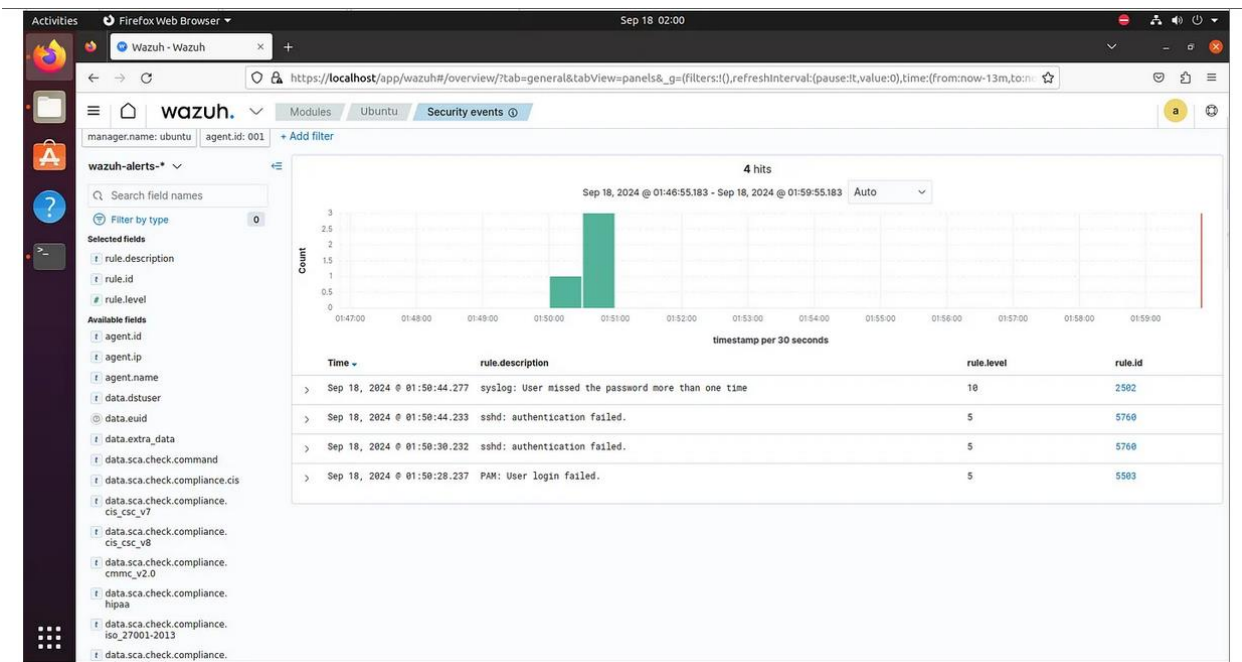 Activities Firefox Web Browser Sep 18 02:00
Wazuh - Wazuh × +
https://localhost/app/wazuh#/overview/?tab=general&tabView=panels&_g=(filters:!(),refreshInterval:(pause:!t,value:0),time:(from:now-13m,to:n
wazuh. Modules Ubuntu Security events a
manager.name: ubuntu agent.id: 001 + Add filter
wazuh-alerts-*
Search field names
Filter by type 0
Selected fields
t rule.description
t rule.id
# rule.level
Available fields
t agent.id
t agent.ip
t agent.name
t data.dstuser
data.euid
t data.extra_data
t data.sca.check.command
t data.sca.check.compliance.cis
t data.sca.check.compliance.
cis_csc_v7
t data.sca.check.compliance.
cis_csc_v8
t data.sca.check.compliance.
cmmc_v2.0
t data.sca.check.compliance.
hipaa
t data.sca.check.compliance.
iso_27001-2013
t data.sca.check.compliance.
4 hits
Sep 18, 2024 @ 01:46:55.183 - Sep 18, 2024 @ 01:59:55.183 Auto
Count
3
2.5
2
1.5
1
0.5
0
01:47:00 01:48:00 01:49:00 01:50:00 01:51:00 01:52:00 01:53:00 01:54:00 01:55:00 01:56:00 01:57:00 01:58:00 01:59:00
timestamp per 30 seconds
Time rule.description rule.level rule.id
Sep 18, 2024 @ 01:50:44.277 syslog: User missed the password more than one time 10 2502
Sep 18, 2024 @ 01:50:44.233 sshd: authentication failed. 5 5760
Sep 18, 2024 @ 01:50:30.232 sshd: authentication failed. 5 5760
Sep 18, 2024 @ 01:50:28.237 PAM: User login failed. 5 5503